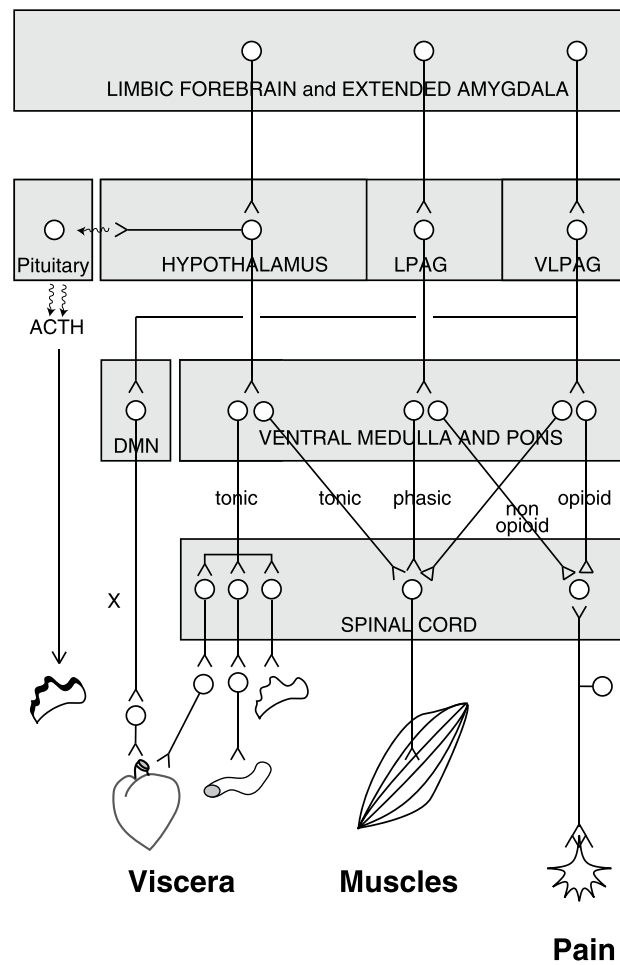 LIMBIC FOREBRAIN and EXTENDED AMYGDALA
Pituitary
HYPOTHALAMUS
LPAG
VLPAG
ACTH
DMN
VENTRAL MEDULLA AND PONS
tonic
tonic
phasic
non
opioid
opioid
X
SPINAL CORD
Viscera
Muscles
Pain